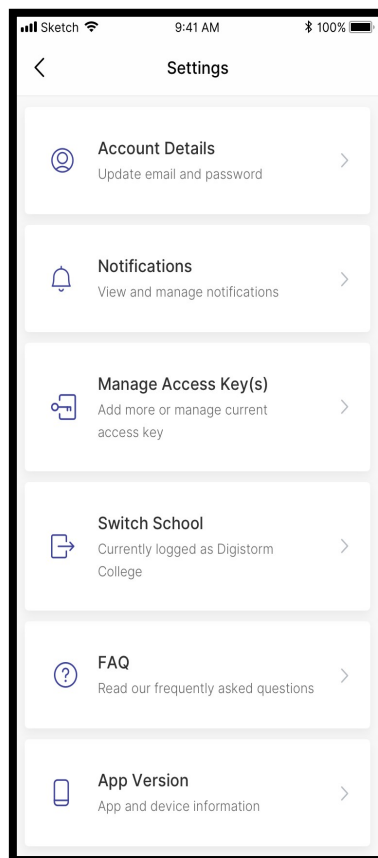 Sketch 9:41 AM 100%
Settings
Account Details
Update email and password
Notifications
View and manage notifications
Manage Access Key(s)
Add more or manage current
access key
Switch School
Currently logged as Digistorm
College
FAQ
Read our frequently asked questions
App Version
App and device information